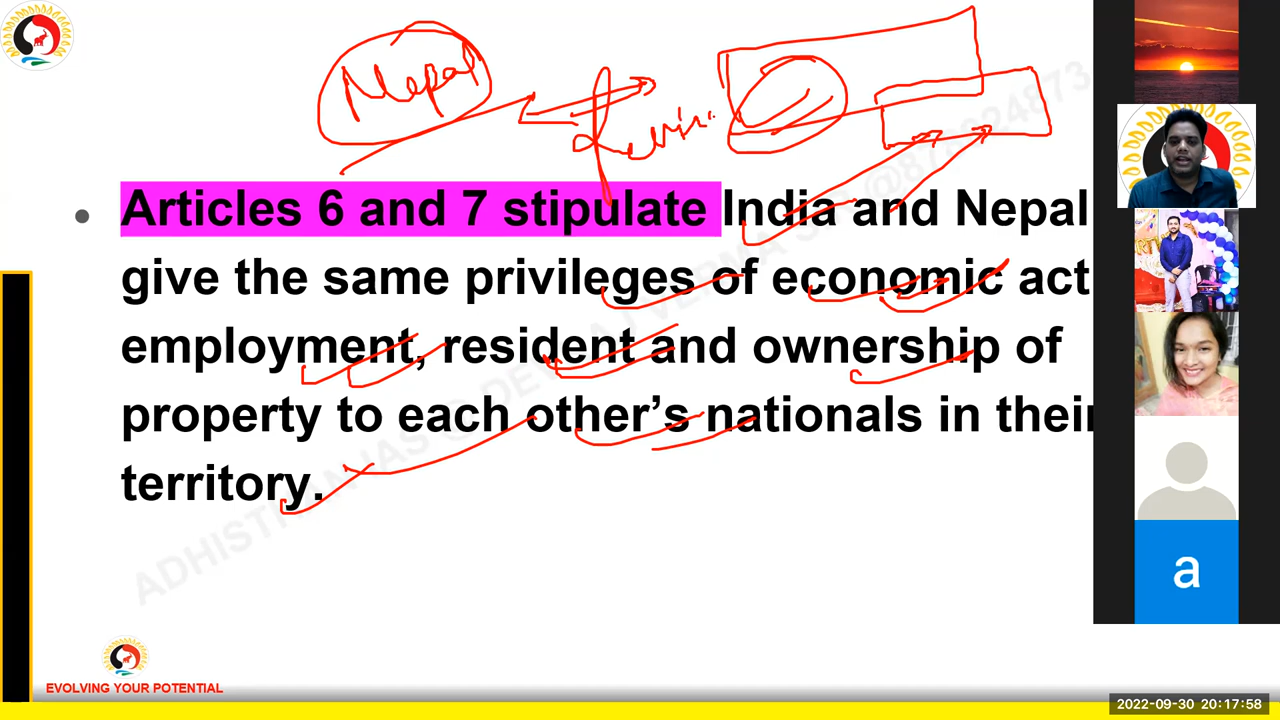 Nepal
Articles 6 and 7 stipulate India and Nepal
give the same privileges of economic act
employment, resident and ownership of
property to each other’s nationals in their
territory.
a
EVOLVING YOUR POTENTIAL
2022-09-30 20:17:58